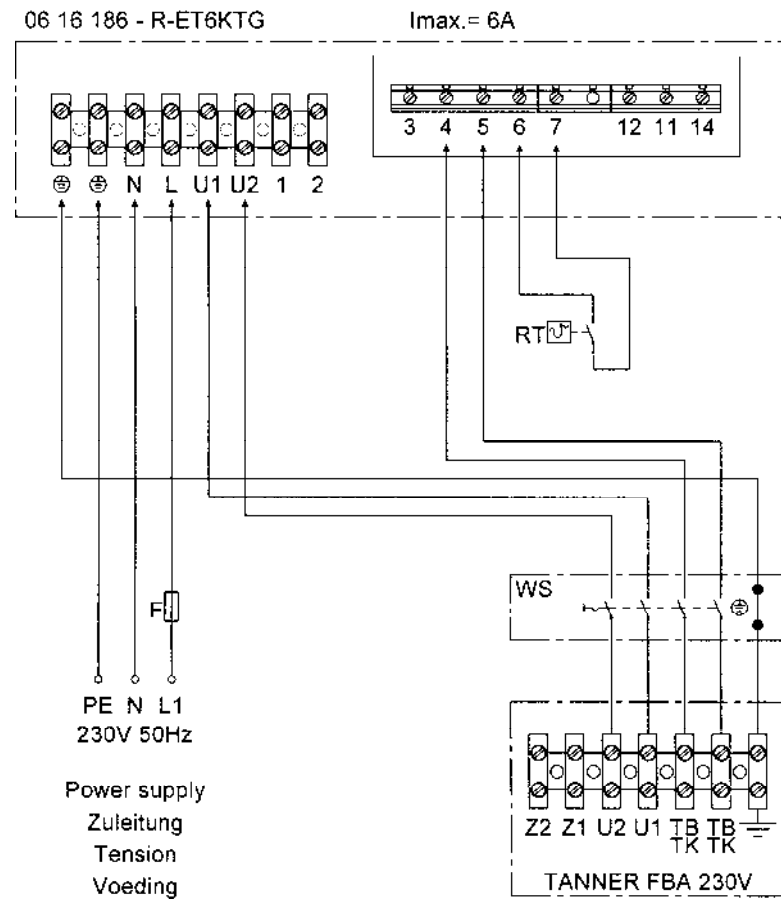 06 16 186 - R-ET6KTG
Imax.= 6A
3 4 5 6 7 12 11 14
N L U1 U2 1 2
RT
WS
F
PE N L1
230V 50Hz
Power supply
Zuleitung
Tension
Voeding
Z2 Z1 U2 U1 TB TB
TK TK
TANNER FBA 230V